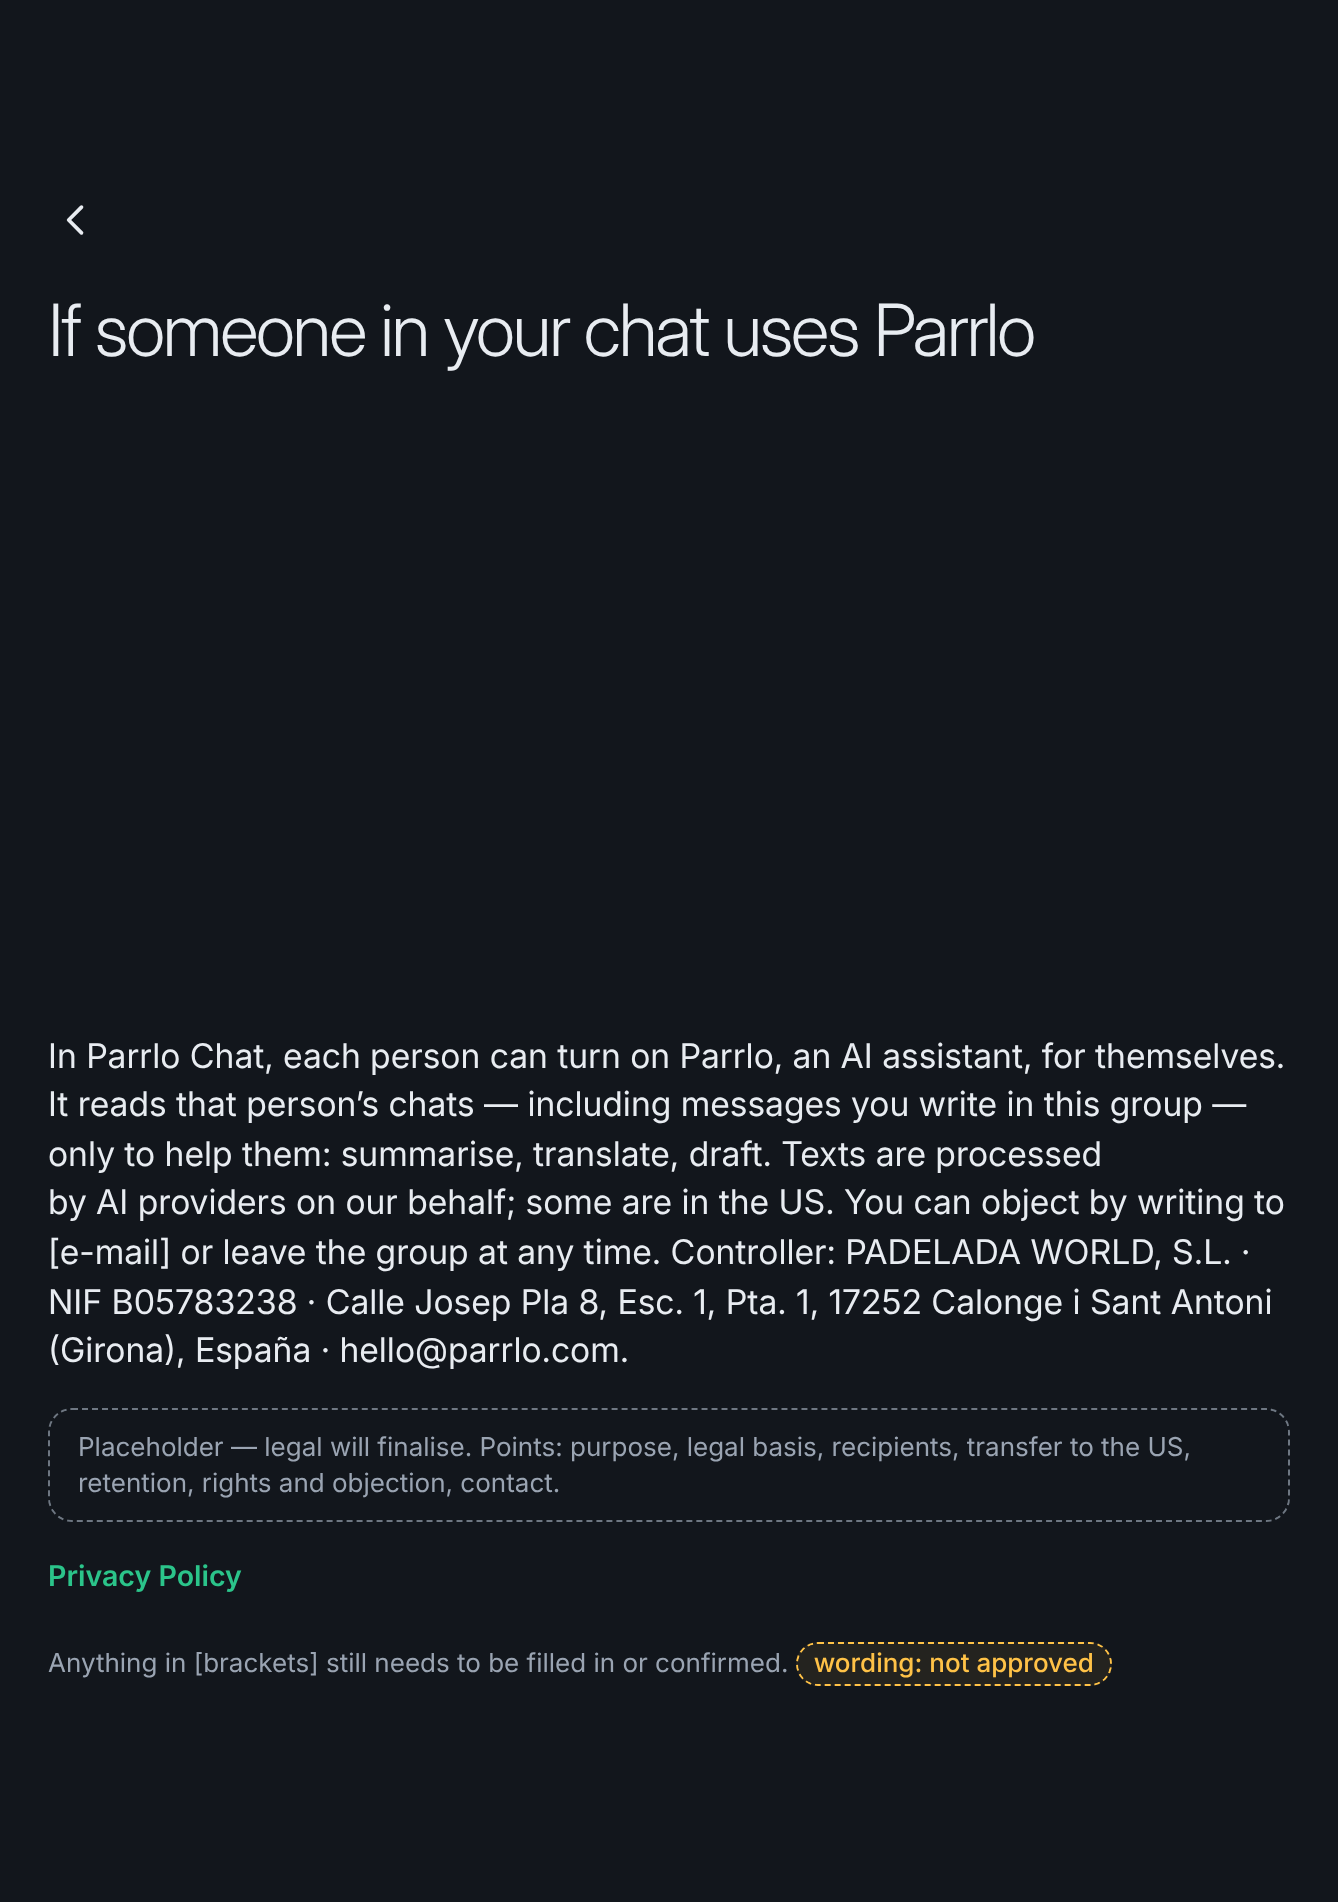 If someone in your chat uses Parrlo
In Parrlo Chat, each person can turn on Parrlo, an AI assistant, for themselves.
It reads that person’s chats — including messages you write in this group —
only to help them: summarise, translate, draft. Texts are processed
by AI providers on our behalf; some are in the US. You can object by writing to
[e-mail] or leave the group at any time. Controller: PADELADA WORLD, S.L. ·
NIF B05783238 · Calle Josep Pla 8, Esc. 1, Pta. 1, 17252 Calonge i Sant Antoni
(Girona), España · hello@parrlo.com.
Placeholder — legal will finalise. Points: purpose, legal basis, recipients, transfer to the US,
retention, rights and objection, contact.
Privacy Policy
Anything in [brackets] still needs to be filled in or confirmed. wording: not approved